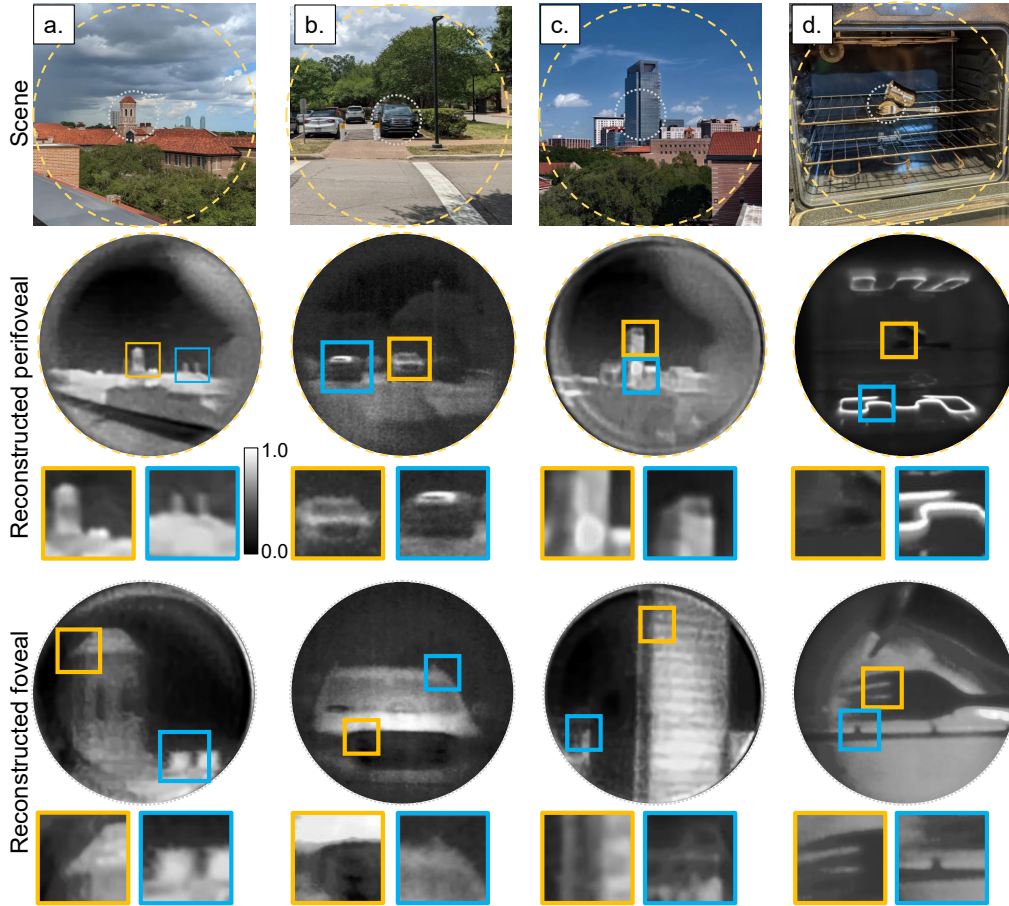 a.
b.
c.
d.
Scene
Reconstructed perifoveal
1.0
0.0
Reconstructed foveal